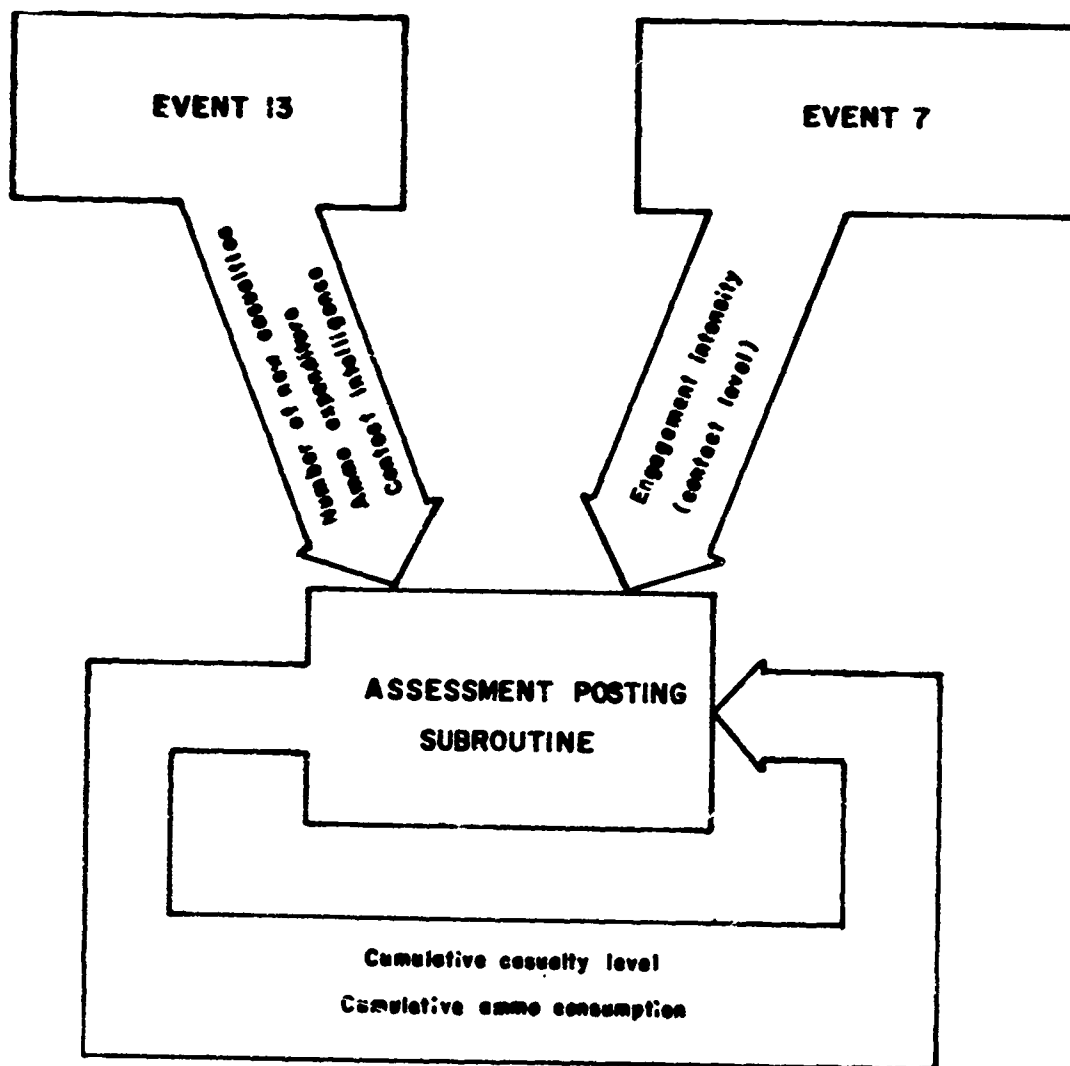 EVENT 13
EVENT 7
Number of new casualties
Ammo expenditure
Contact intelligence
Engagement intensity
(contact level)
ASSESSMENT POSTING
SUBROUTINE
Cumulative casualty level
Cumulative ammo consumption